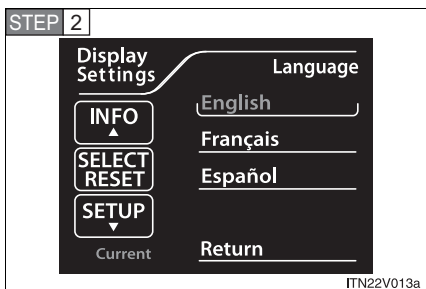 STEP 2
Display
Settings
Language
INFO
▲
SELECT
RESET
SETUP
▼
Current
English
Français
Español
Return
ITN22V013a